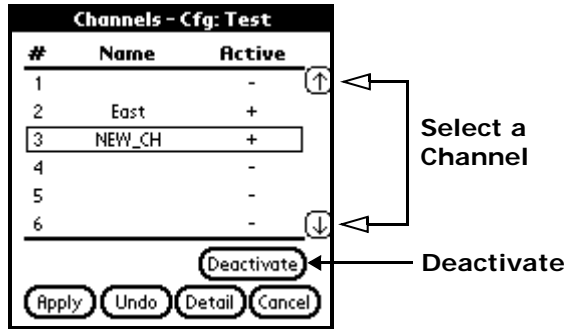 Channels - Cfg: Test
# Name Active
1 -
2 East +
3 NEW_CH +
4 -
5 -
6 -
Select a
Channel
Deactivate
Deactivate
Apply Undo Detail Cancel